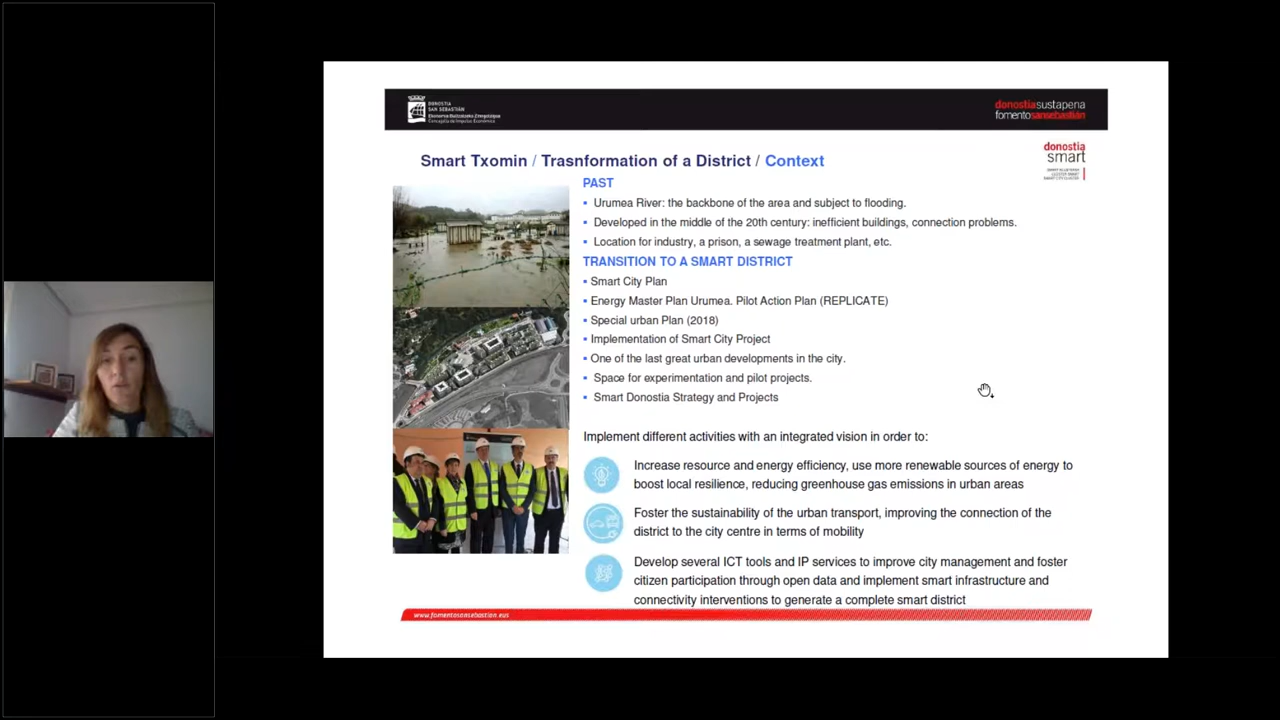 DONOSTIA
SAN SEBASTIÁN
donostiasustapena
fomentosansebastián
donostia
smart
Smart Txomin / Trasnformation of a District / Context
PAST
▪ Urumea River: the backbone of the area and subject to flooding.
▪ Developed in the middle of the 20th century: inefficient buildings, connection problems.
▪ Location for industry, a prison, a sewage treatment plant, etc.
TRANSITION TO A SMART DISTRICT
▪ Smart City Plan
▪ Energy Master Plan Urumea. Pilot Action Plan (REPLICATE)
▪ Special urban Plan (2018)
▪ Implementation of Smart City Project
▪ One of the last great urban developments in the city.
▪ Space for experimentation and pilot projects.
▪ Smart Donostia Strategy and Projects
Implement different activities with an integrated vision in order to:
Increase resource and energy efficiency, use more renewable sources of energy to
boost local resilience, reducing greenhouse gas emissions in urban areas
Foster the sustainability of the urban transport, improving the connection of the
district to the city centre in terms of mobility
Develop several ICT tools and IP services to improve city management and foster
citizen participation through open data and implement smart infrastructure and
connectivity interventions to generate a complete smart district
www.fomentosansebastian.eus